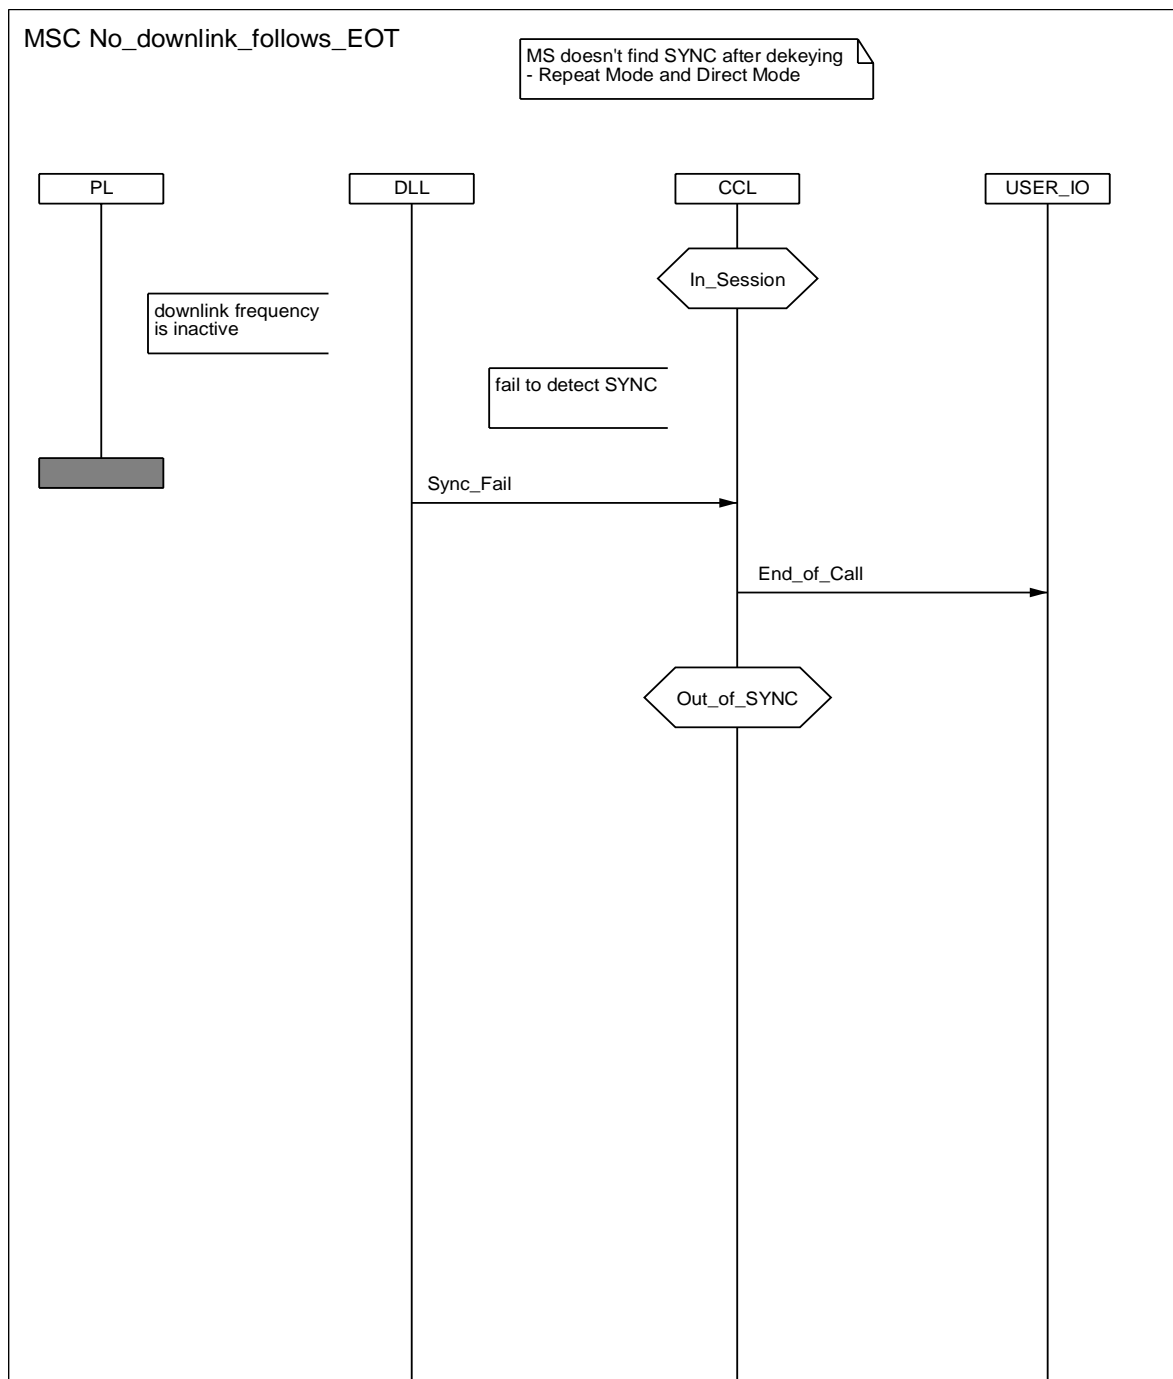 MSC No_downlink_follows_EOT
MS doesn't find SYNC after dekeying
- Repeat Mode and Direct Mode
PL
DLL
CCL
USER_IO
In_Session
downlink frequency
is inactive
fail to detect SYNC
Sync_Fail
End_of_Call
Out_of_SYNC